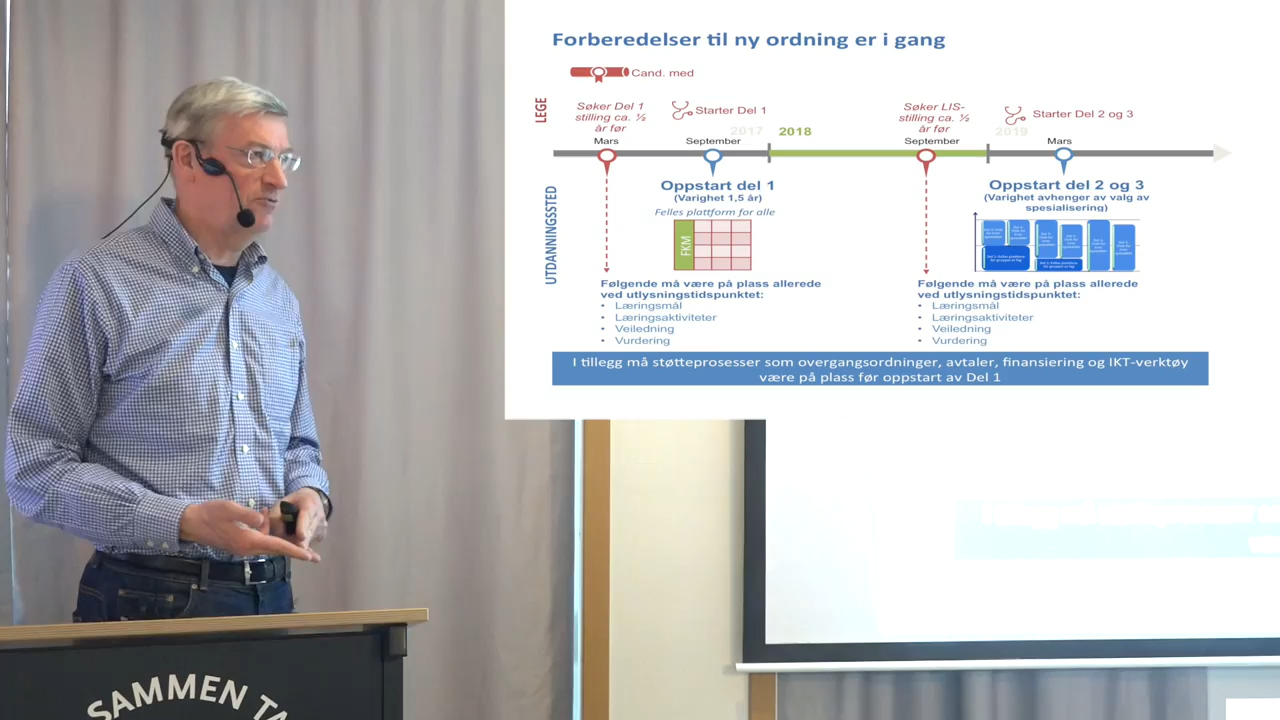 Forberedelser til ny ordning er i gang
Cand. med
LEGE
Søker Del 1
stilling ca. ½
år før
Starter Del 1
Søker LIS-
stilling ca. ½
år før
Starter Del 2 og 3
2017
2018
2019
Mars
September
September
Mars
UTDANNINGSSTED
Oppstart del 1
(Varighet 1,5 år)
Felles plattform for alle
FKM
Oppstart del 2 og 3
(Varighet avhenger av valg av
spesialisering)
Følgende må være på plass allerede
ved utlysningstidspunktet:
• Læringsmål
• Læringsaktiviteter
• Veiledning
• Vurdering
Følgende må være på plass allerede
ved utlysningstidspunktet:
• Læringsmål
• Læringsaktiviteter
• Veiledning
• Vurdering
I tillegg må støtteprosesser som overgangsordninger, avtaler, finansiering og IKT-verktøy
være på plass før oppstart av Del 1
SAMMEN TA